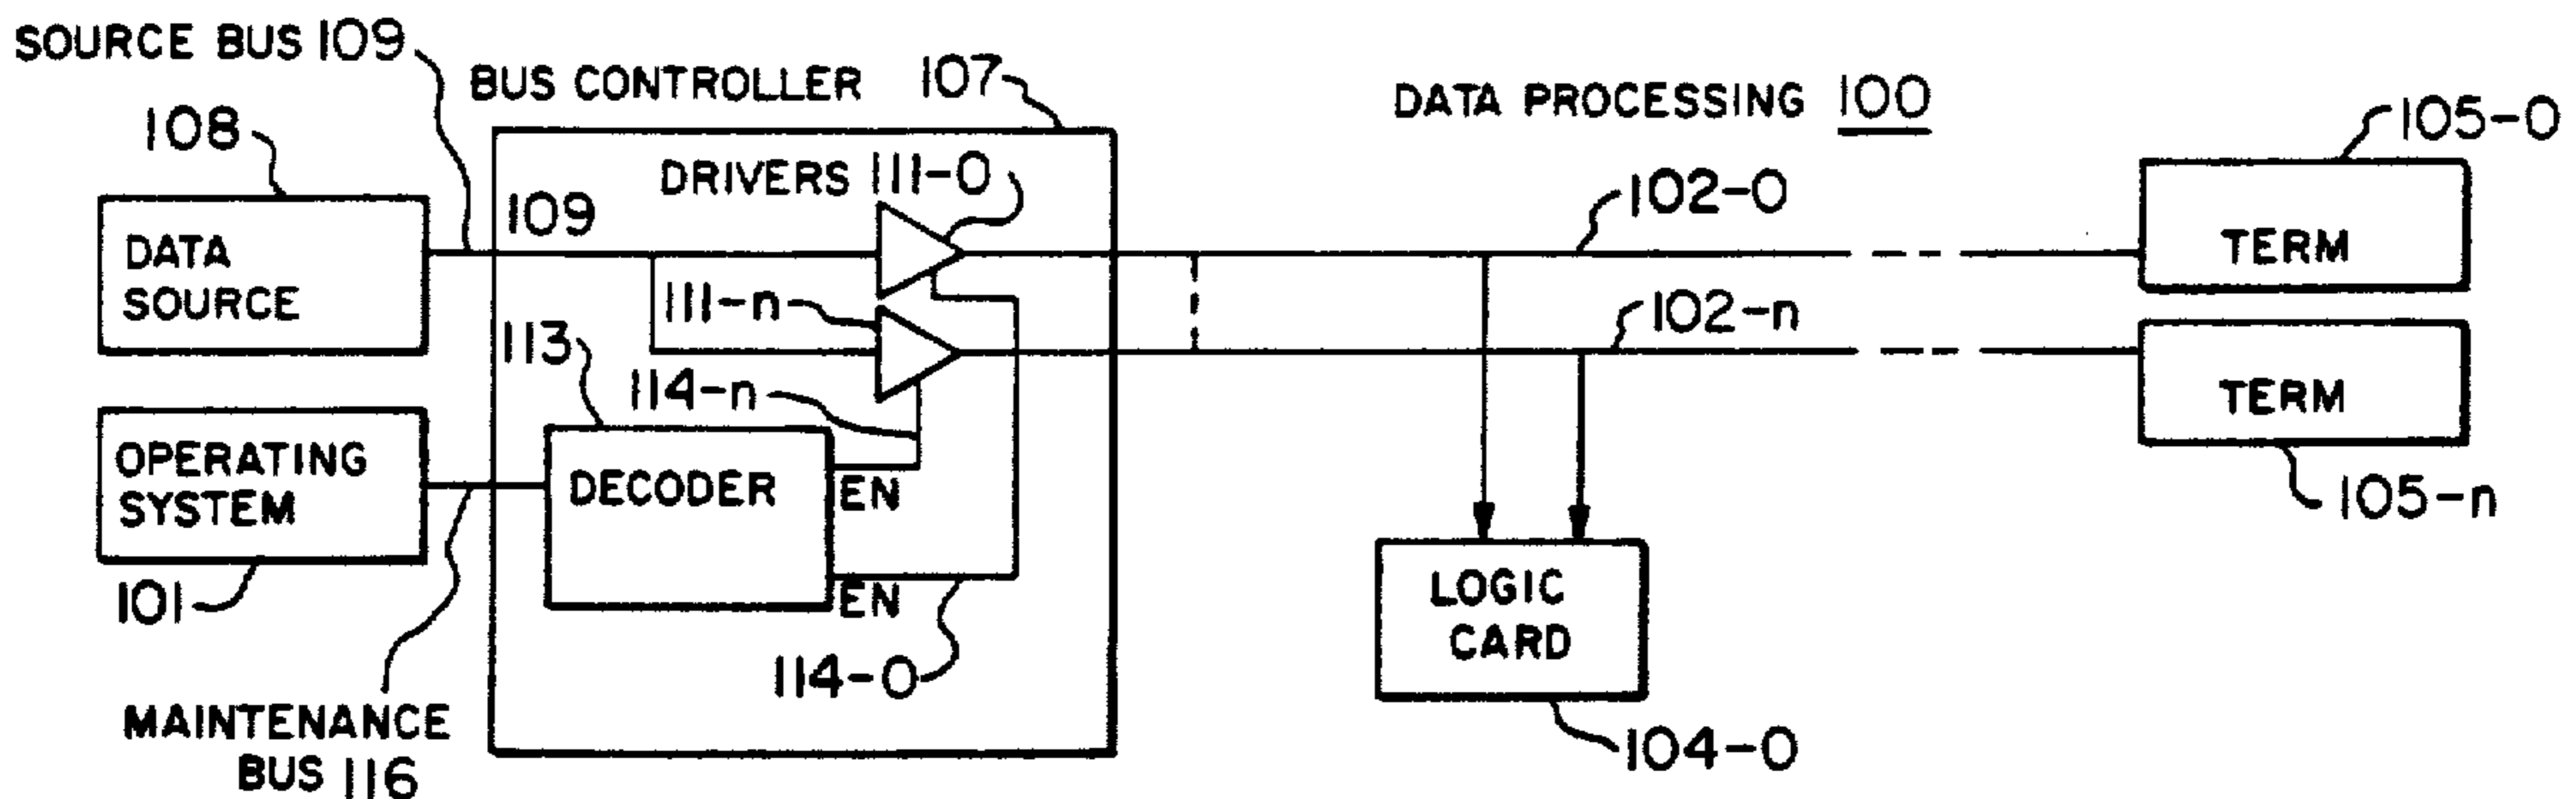 SOURCE BUS 109
BUS CONTROLLER 107
DATA PROCESSING 100
105-0
108
DRIVERS 111-0
109
102-0
DATA
SOURCE
TERM
111-n
102-n
113
114-n
TERM
OPERATING
SYSTEM
DECODER
EN
105-n
EN
LOGIC
CARD
101
114-0
MAINTENANCE
BUS 116
104-0